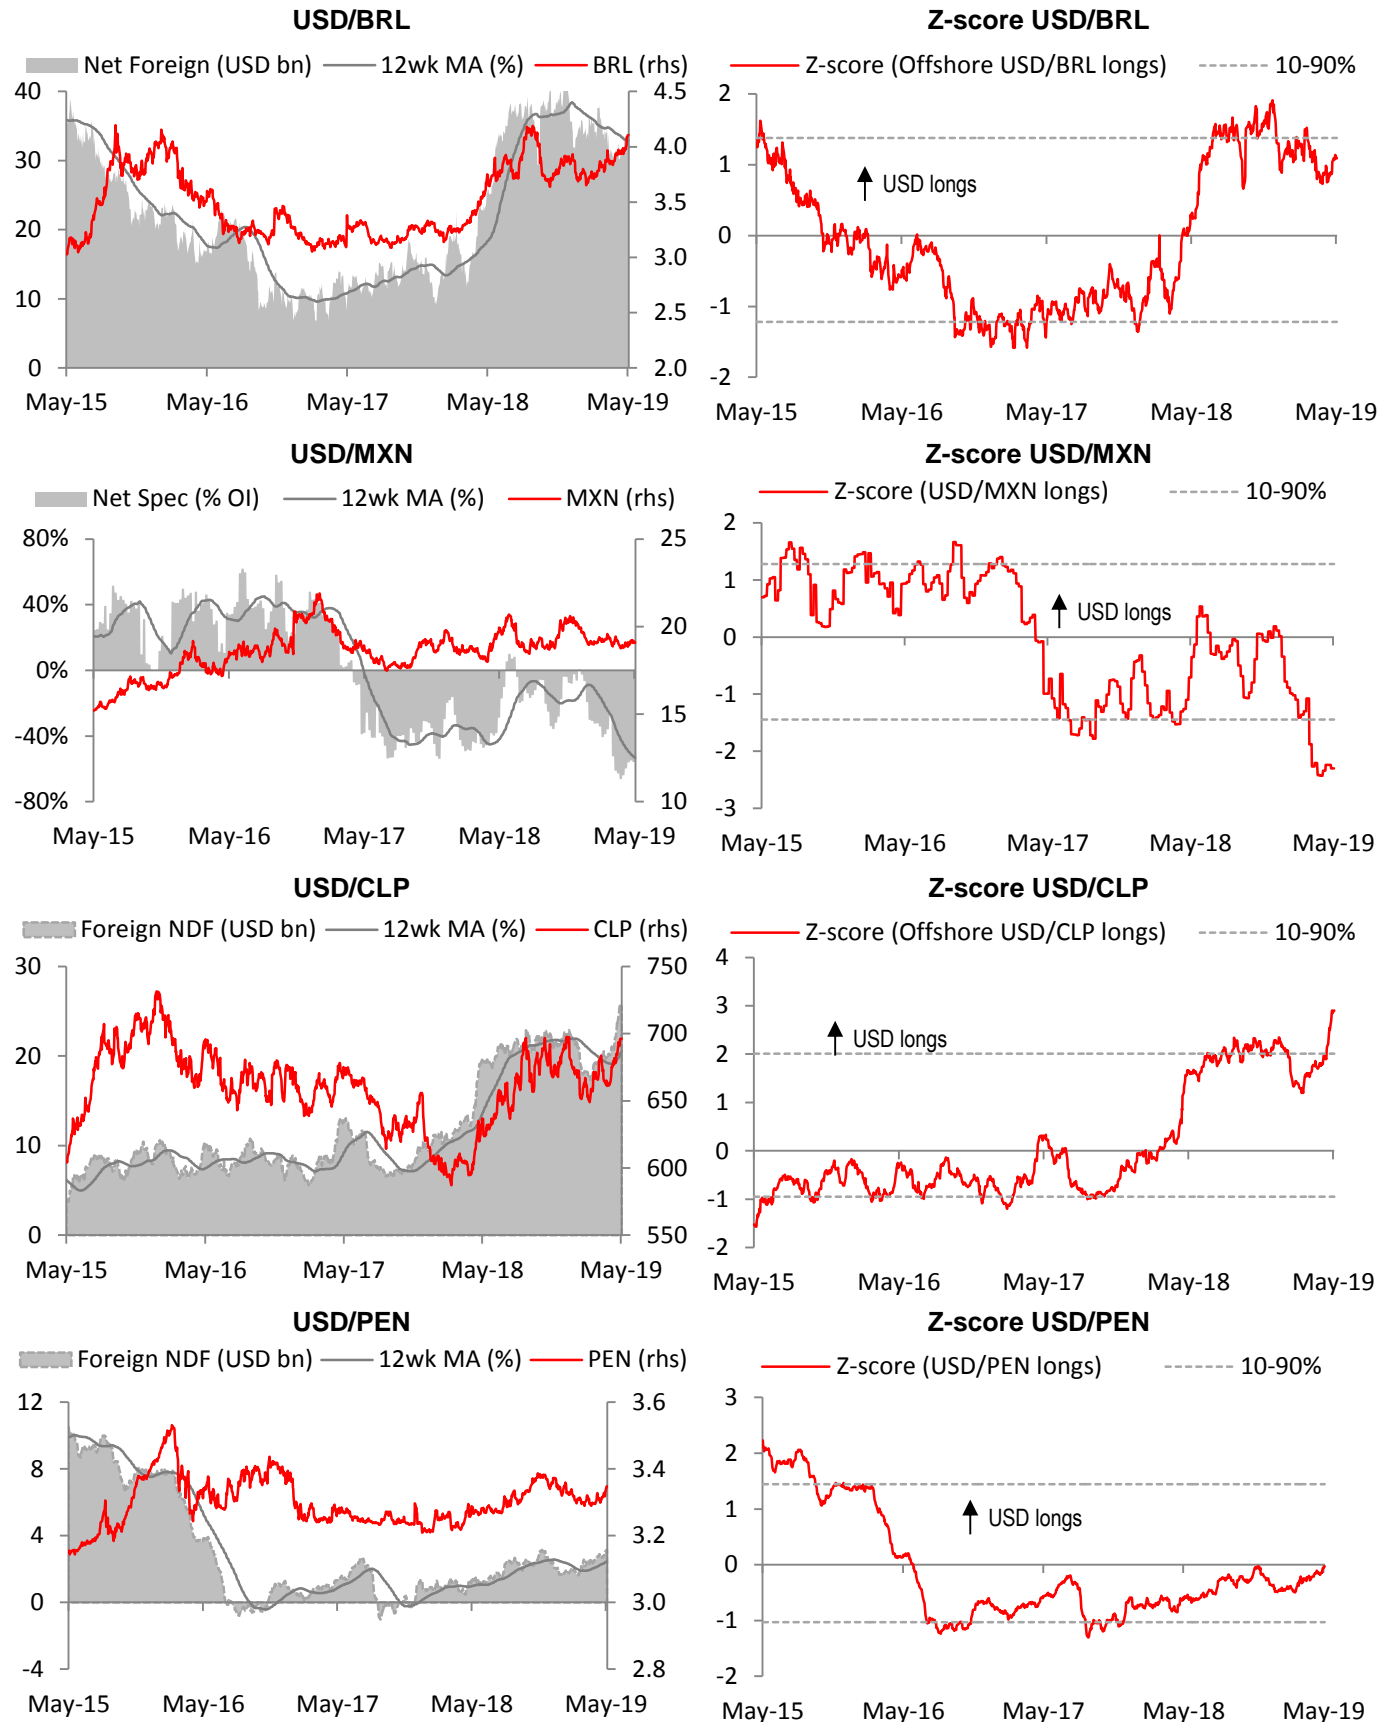 USD/BRL
Net Foreign (USD bn) 12wk MA (%) BRL (rhs)
40
30
20
10
0
4.5
4.0
3.5
3.0
2.5
2.0
May-15 May-16 May-17 May-18 May-19
Z-score USD/BRL
Z-score (Offshore USD/BRL longs) 10-90%
2
1
0
-1
-2
USD longs
May-15 May-16 May-17 May-18 May-19
USD/MXN
Net Spec (% OI) 12wk MA (%) MXN (rhs)
80%
40%
0%
-40%
-80%
25
20
15
10
May-15 May-16 May-17 May-18 May-19
Z-score USD/MXN
Z-score (USD/MXN longs) 10-90%
2
1
0
-1
-2
-3
USD longs
May-15 May-16 May-17 May-18 May-19
USD/CLP
Foreign NDF (USD bn) 12wk MA (%) CLP (rhs)
30
20
10
0
750
700
650
600
550
May-15 May-16 May-17 May-18 May-19
Z-score USD/CLP
Z-score (Offshore USD/CLP longs) 10-90%
4
3
2
1
0
-1
-2
USD longs
May-15 May-16 May-17 May-18 May-19
USD/PEN
Foreign NDF (USD bn) 12wk MA (%) PEN (rhs)
12
8
4
0
-4
3.6
3.4
3.2
3.0
2.8
May-15 May-16 May-17 May-18 May-19
Z-score USD/PEN
Z-score (USD/PEN longs) 10-90%
3
2
1
0
-1
-2
USD longs
May-15 May-16 May-17 May-18 May-19